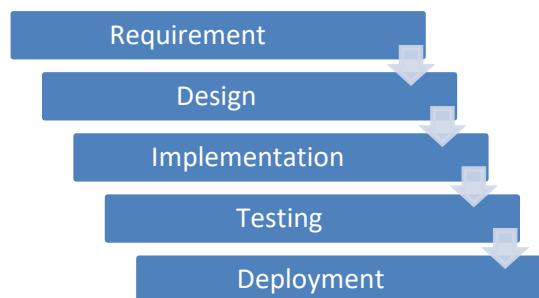 Requirement
Design
Implementation
Testing
Deployment